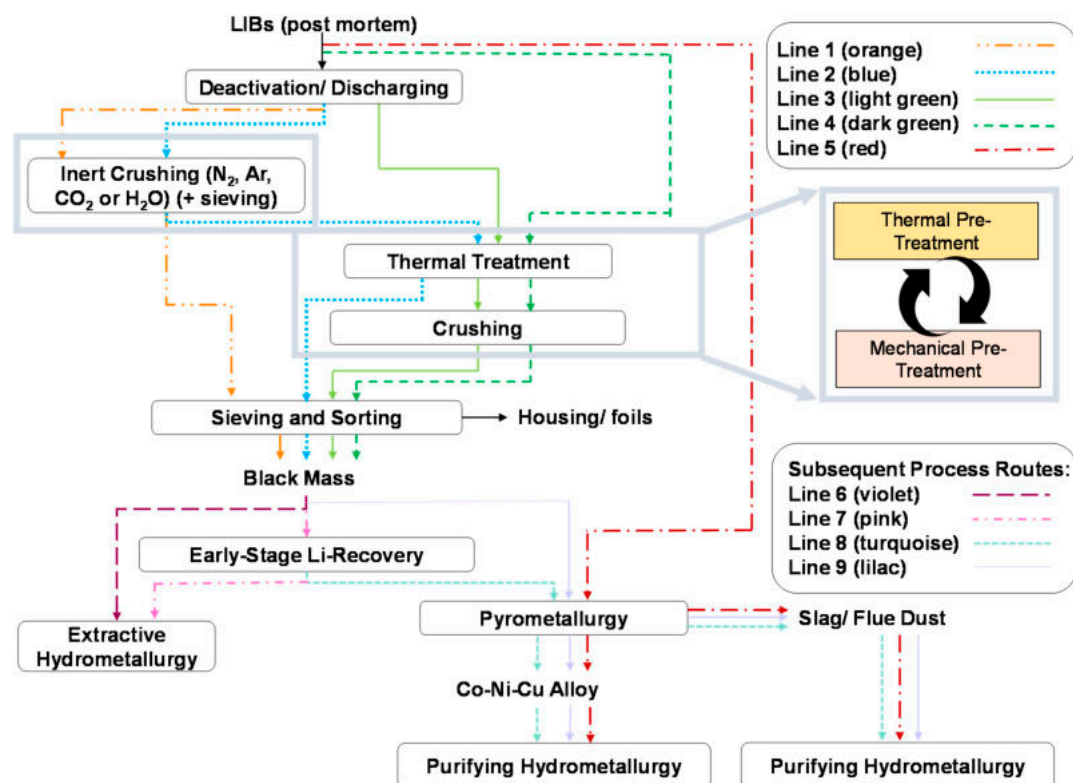 LIBs (post mortem)
Deactivation/ Discharging
Inert Crushing (N₂, Ar,
CO₂ or H₂O) (+ sieving)
Thermal Treatment
Crushing
Sieving and Sorting
Housing/ foils
Black Mass
Early-Stage Li-Recovery
Extractive
Hydrometallurgy
Pyrometallurgy
Slag/ Flue Dust
Co-Ni-Cu Alloy
Purifying Hydrometallurgy
Purifying Hydrometallurgy
Line 1 (orange)
Line 2 (blue)
Line 3 (light green)
Line 4 (dark green)
Line 5 (red)
Thermal Pre-
Treatment
Mechanical Pre-
Treatment
Subsequent Process Routes:
Line 6 (violet)
Line 7 (pink)
Line 8 (turquoise)
Line 9 (lilac)